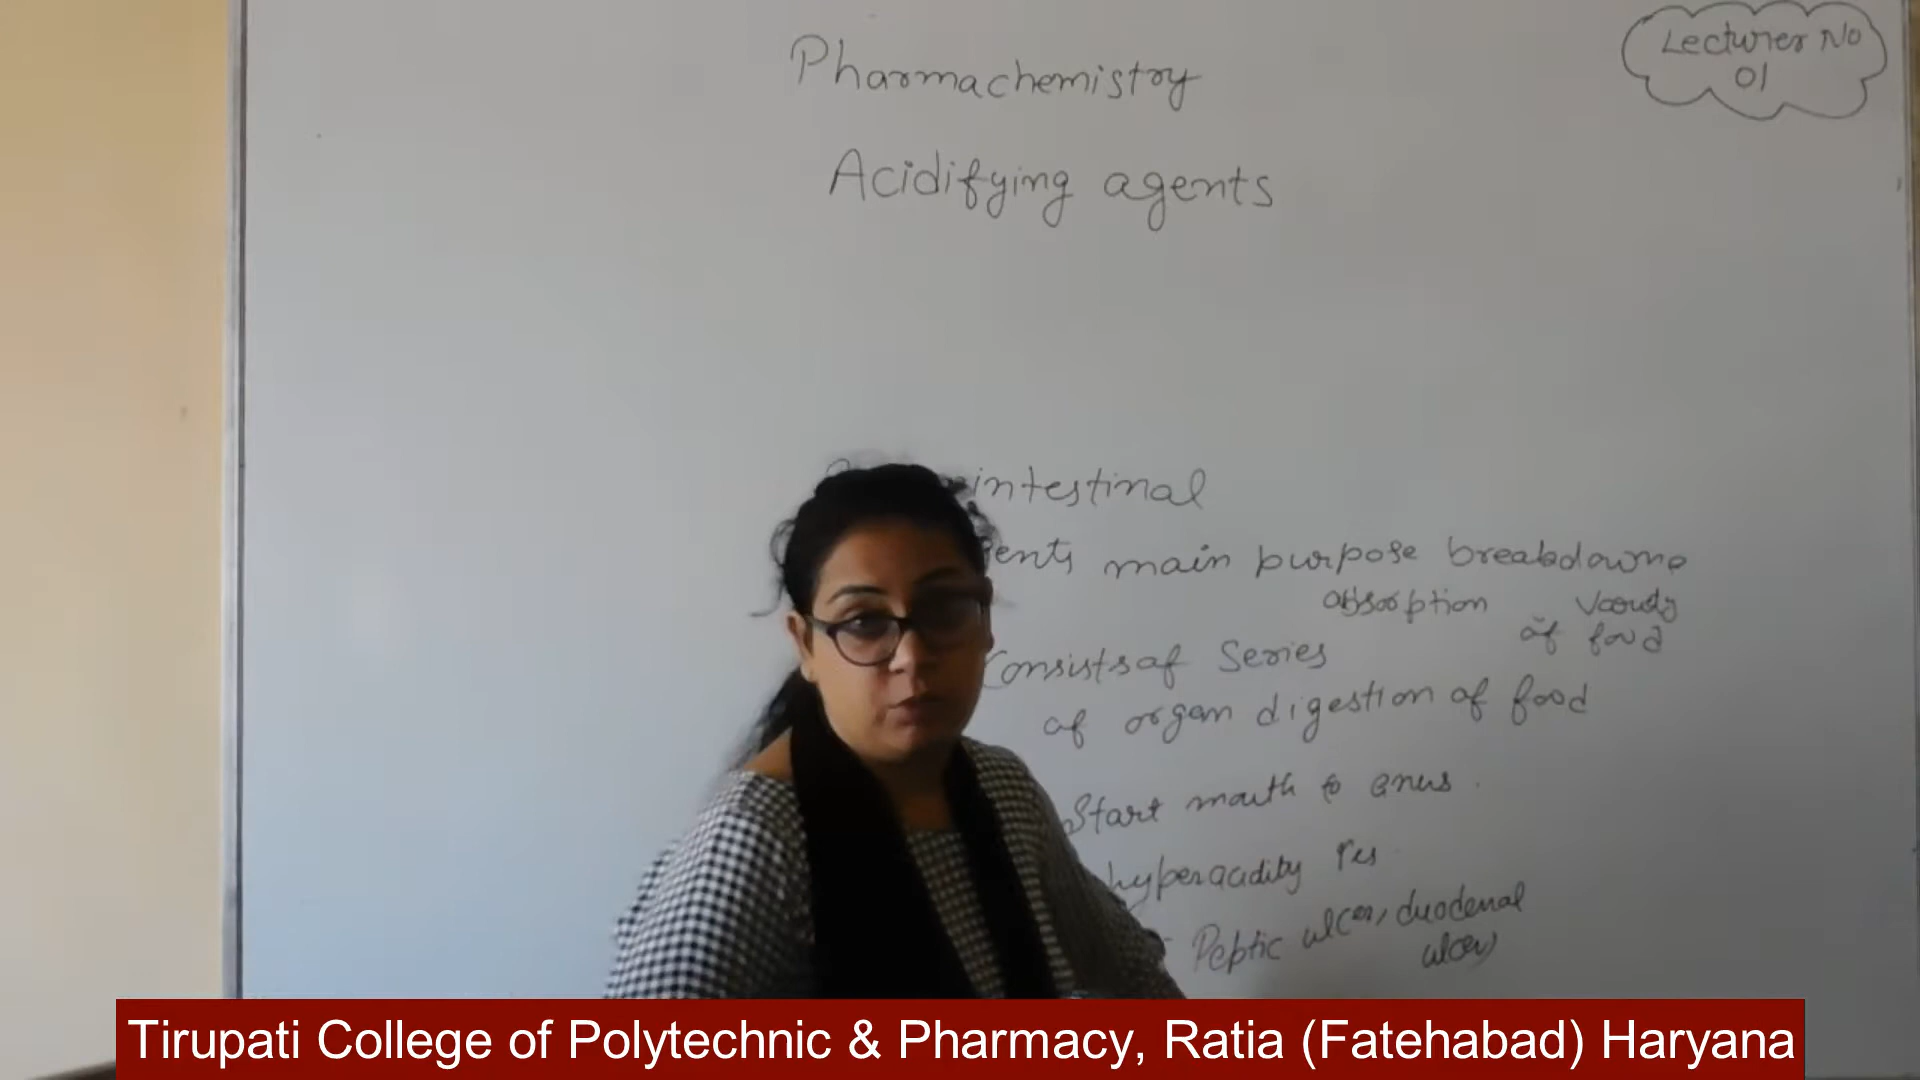 Lecturer No
01
Pharmachemistry
Acidifying agents
intestinal
ents main purpose breakdown
absorption
of food
Consists of Series
of organ digestion of food
Start mouth to anus.
hyperacidity
Peptic ulcer, duodenal
ulcer
Tirupati College of Polytechnic & Pharmacy, Ratia (Fatehabad) Haryana